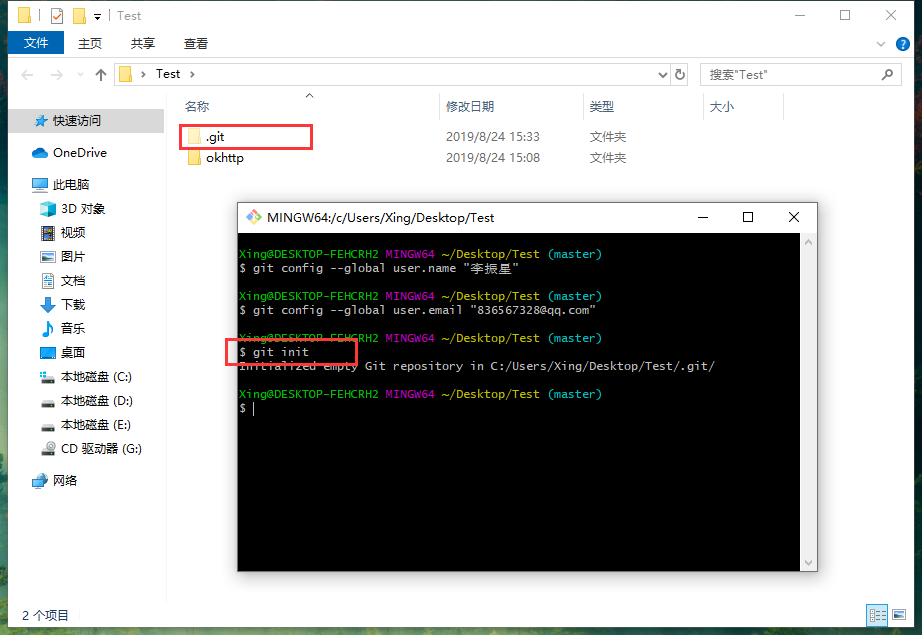 Test
文件 主页 共享 查看
Test 搜索"Test"
名称 修改日期 类型 大小
快速访问
.git 2019/8/24 15:33 文件夹
okhttp 2019/8/24 15:08 文件夹
OneDrive
此电脑
3D 对象
视频
图片
文档
下载
音乐
桌面
本地磁盘 (C:)
本地磁盘 (D:)
本地磁盘 (E:)
CD 驱动器 (G:)
网络
MINGW64:/c/Users/Xing/Desktop/Test
Xing@DESKTOP-FEHCRH2 MINGW64 ~/Desktop/Test (master)
$ git config --global user.name "李振星"
Xing@DESKTOP-FEHCRH2 MINGW64 ~/Desktop/Test (master)
$ git config --global user.email "836567328@qq.com"
Xing@DESKTOP-FEHCRH2 MINGW64 ~/Desktop/Test (master)
$ git init
Initialized empty Git repository in C:/Users/Xing/Desktop/Test/.git/
Xing@DESKTOP-FEHCRH2 MINGW64 ~/Desktop/Test (master)
$
2 个项目